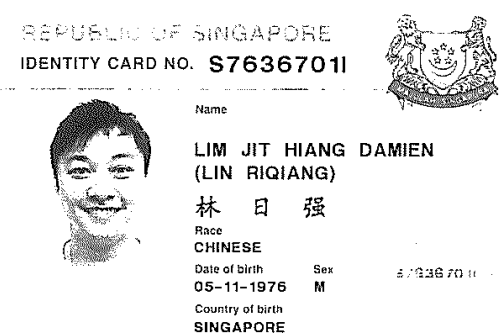 REPUBLIC OF SINGAPORE
IDENTITY CARD NO. S7636701I
Name
LIM JIT HIANG DAMIEN
(LIN RIQIANG)
林 日 强
Race
CHINESE
Date of birth Sex
05-11-1976 M
Country of birth
SINGAPORE